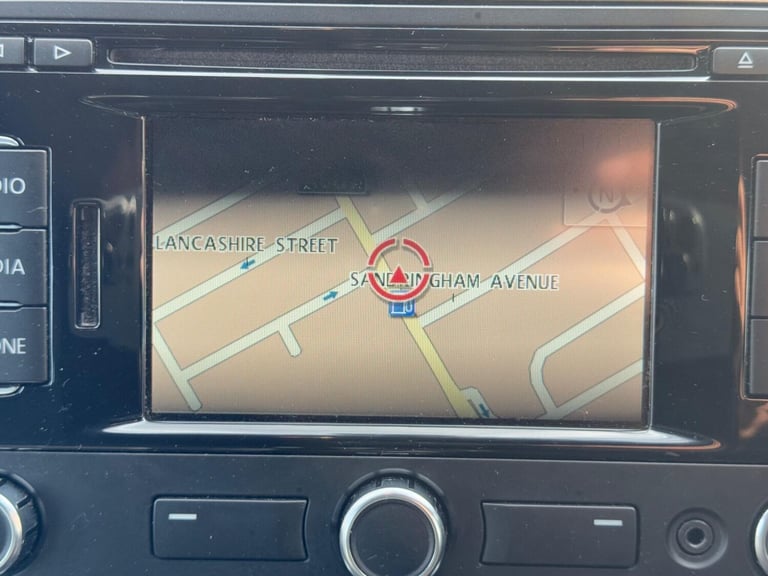 DIO
DIA
ONE
N
LANCASHIRE STREET
SANDRINGHAM AVENUE